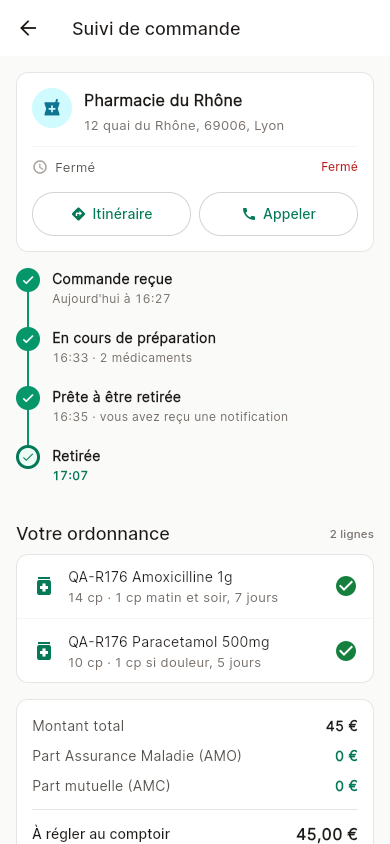 Suivi de commande
Pharmacie du Rhône
12 quai du Rhône, 69006, Lyon
Fermé Fermé
Itinéraire Appeler
Commande reçue
Aujourd'hui à 16:27
En cours de préparation
16:33 · 2 médicaments
Prête à être retirée
16:35 · vous avez reçu une notification
Retirée
17:07
Votre ordonnance 2 lignes
QA-R176 Amoxicilline 1g
14 cp · 1 cp matin et soir, 7 jours
QA-R176 Paracetamol 500mg
10 cp · 1 cp si douleur, 5 jours
Montant total 45 €
Part Assurance Maladie (AMO) 0 €
Part mutuelle (AMC) 0 €
À régler au comptoir 45,00 €